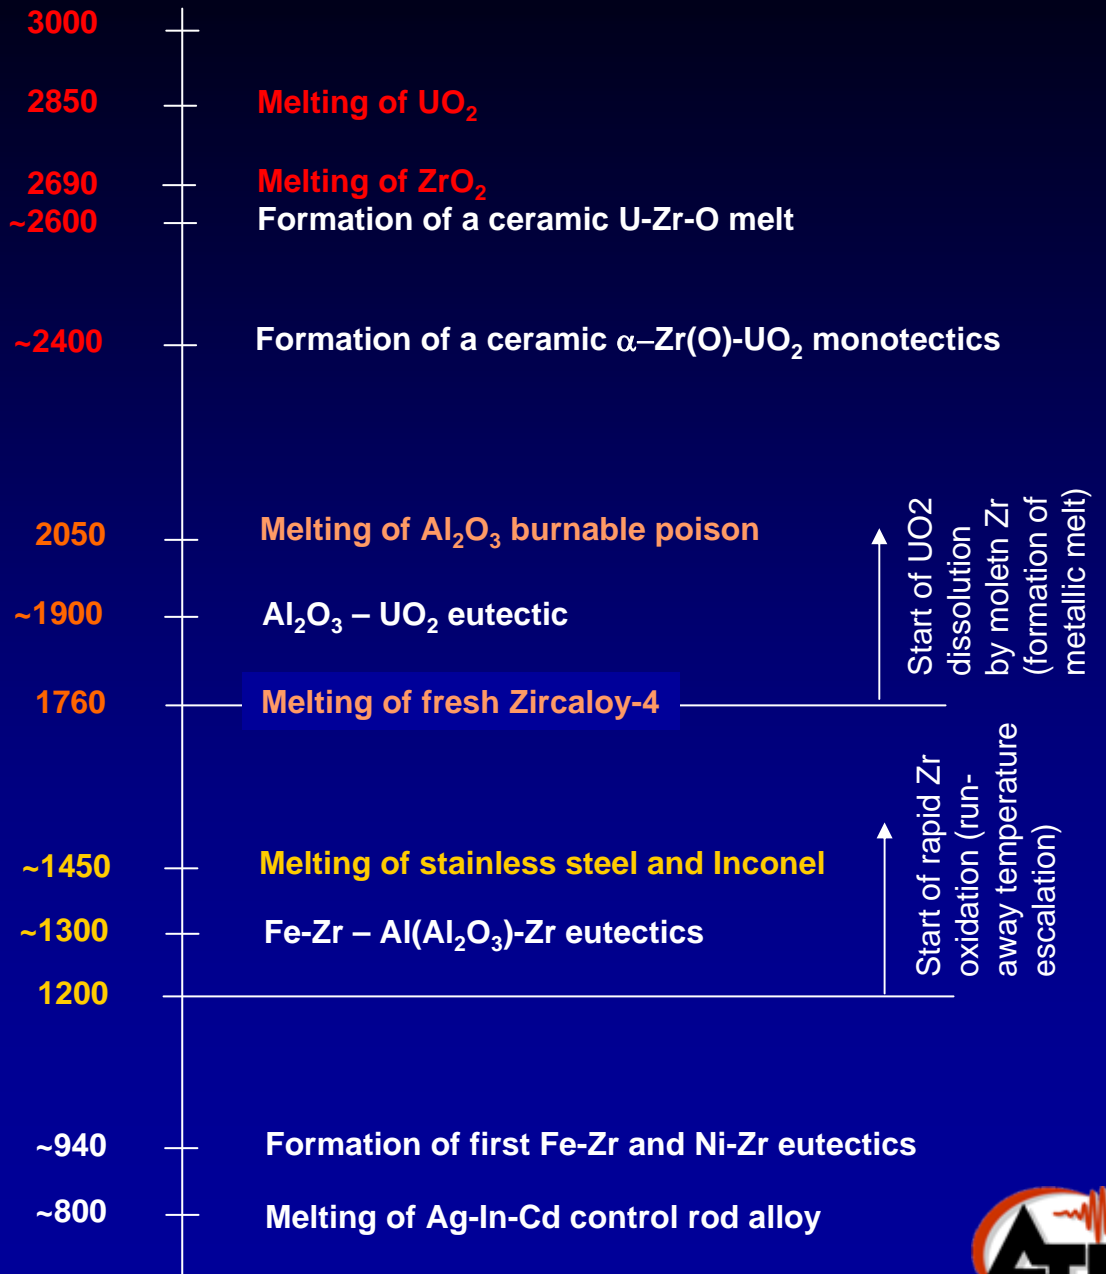 3000
2850 Melting of UO₂
2690 Melting of ZrO₂
~2600 Formation of a ceramic U-Zr-O melt
~2400 Formation of a ceramic α–Zr(O)-UO₂ monotectics
2050 Melting of Al₂O₃ burnable poison
~1900 Al₂O₃ – UO₂ eutectic
1760 Melting of fresh Zircaloy-4
~1450 Melting of stainless steel and Inconel
~1300 Fe-Zr – Al(Al₂O₃)-Zr eutectics
1200
~940 Formation of first Fe-Zr and Ni-Zr eutectics
~800 Melting of Ag-In-Cd control rod alloy
Start of UO2
dissolution
by moletn Zr
(formation of
metallic melt)
Start of rapid Zr
oxidation (run-
away temperature
escalation)